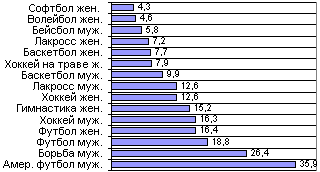 Софтбол жен. 4,3
Волейбол жен. 4,6
Бейсбол муж. 5,8
Лакросс жен. 7,2
Баскетбол жен. 7,7
Хоккей на траве ж. 7,9
Баскетбол муж. 9,9
Лакросс муж. 12,6
Хоккей жен. 12,6
Гимнастика жен. 15,2
Хоккей муж. 16,3
Футбол жен. 16,4
Футбол муж. 18,8
Борьба муж. 26,4
Амер. футбол муж. 35,9